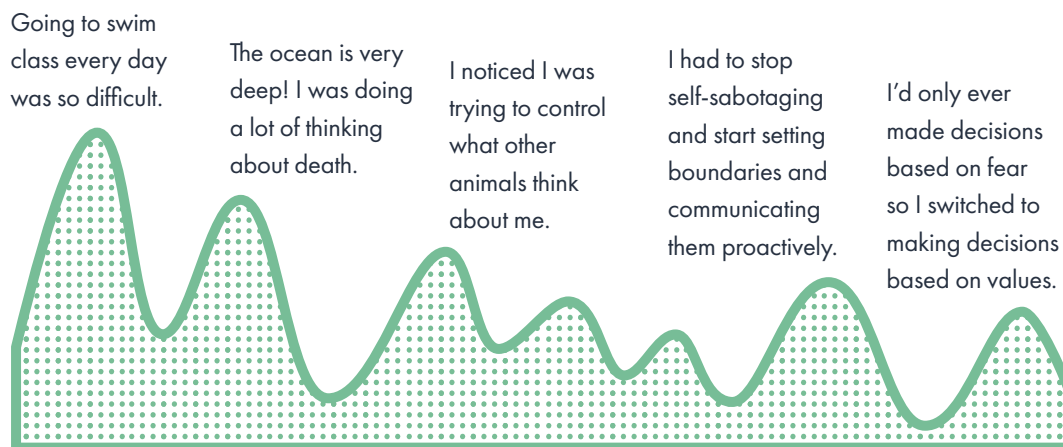 Going to swim
class every day
was so difficult.
The ocean is very
deep! I was doing
a lot of thinking
about death.
I noticed I was
trying to control
what other
animals think
about me.
I had to stop
self-sabotaging
and start setting
boundaries and
communicating
them proactively.
I’d only ever
made decisions
based on fear
so I switched to
making decisions
based on values.